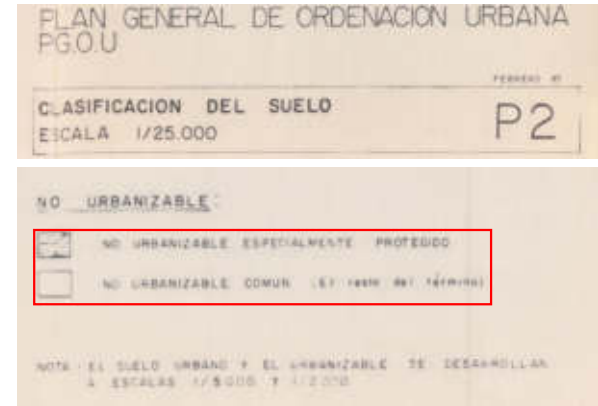 PLAN GENERAL DE ORDENACION URBANA
P.G.O.U
FEBRERO
CLASIFICACION DEL SUELO
ESCALA 1/25.000
P2
NO URBANIZABLE:
NO URBANIZABLE ESPECIALMENTE PROTEGIDO
NO URBANIZABLE COMUN (El resto del término)
NOTA: EL SUELO URBANO Y EL URBANIZABLE SE DESARROLLAN
A ESCALAS 1/5000 Y 1/2000